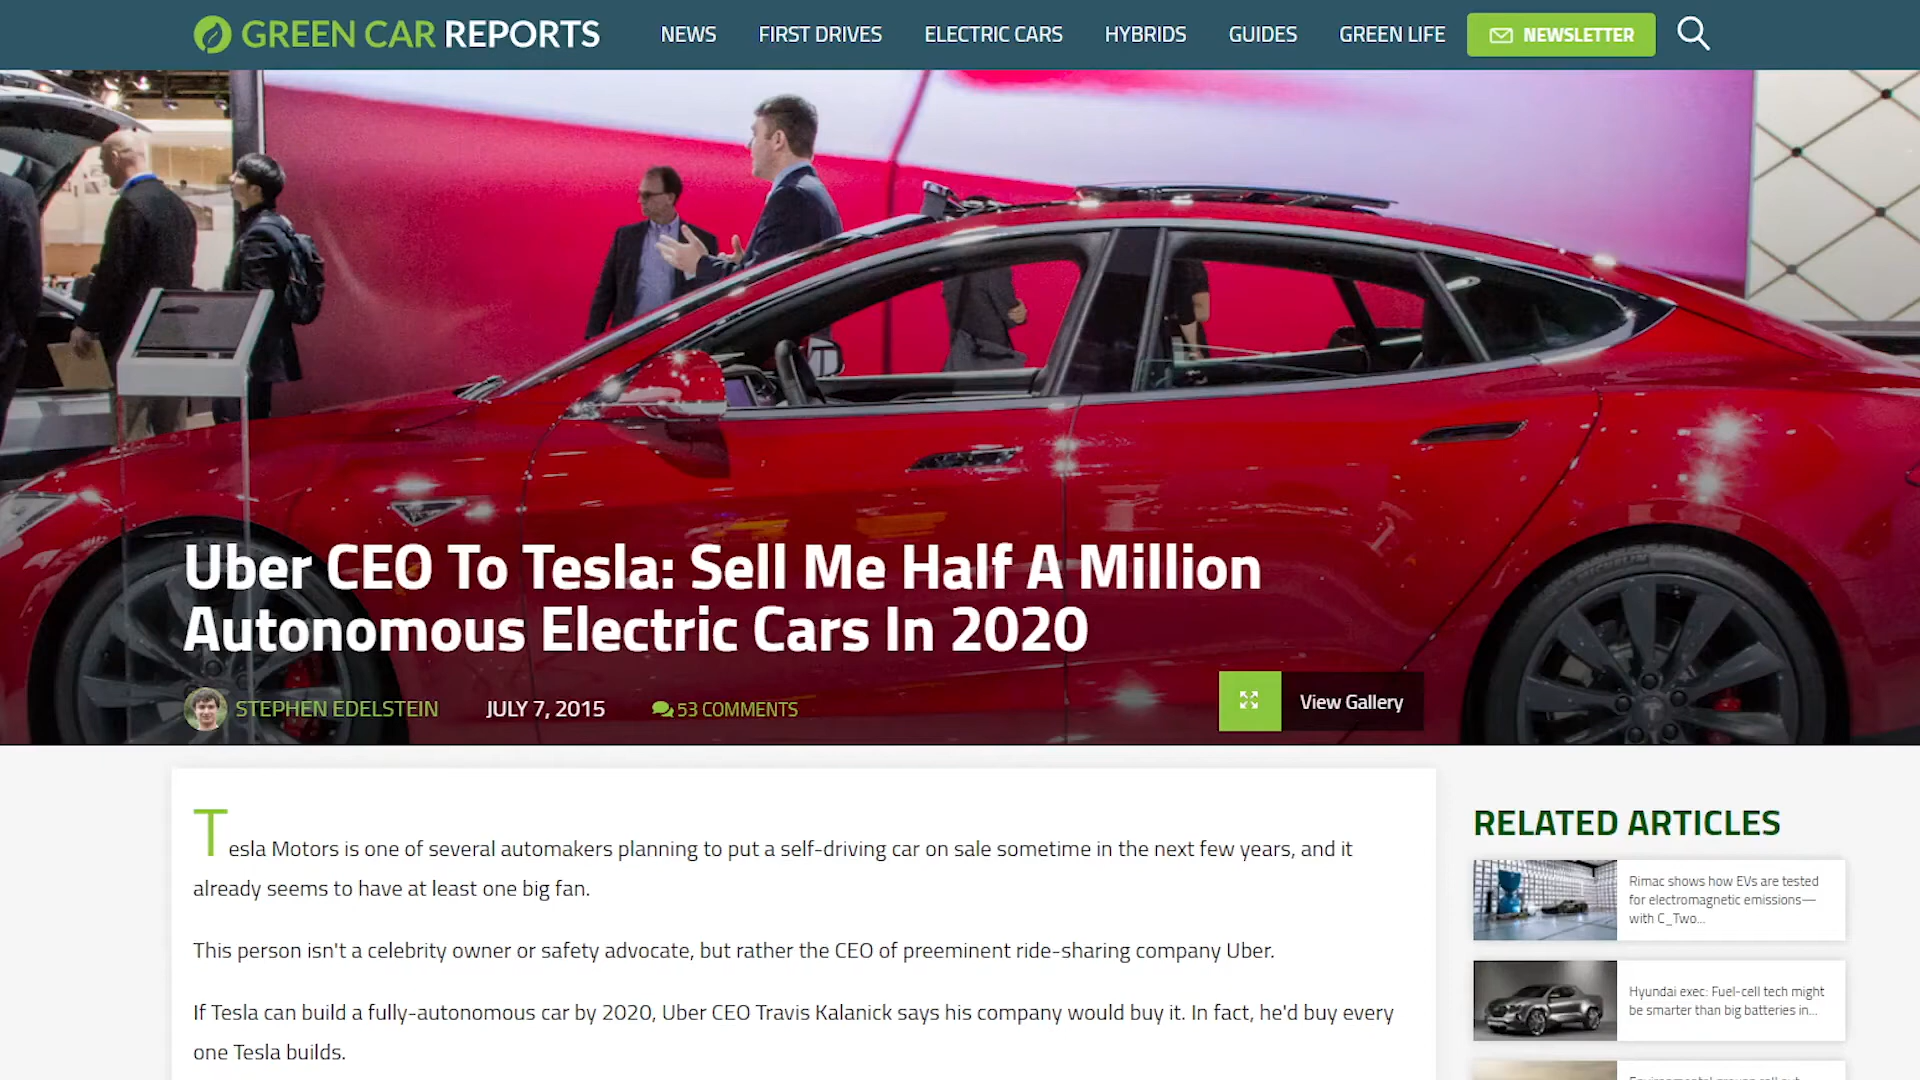 GREEN CAR REPORTS
NEWS
FIRST DRIVES
ELECTRIC CARS
HYBRIDS
GUIDES
GREEN LIFE
NEWSLETTER
Uber CEO To Tesla: Sell Me Half A Million
Autonomous Electric Cars In 2020
STEPHEN EDELSTEIN
JULY 7, 2015
53 COMMENTS
View Gallery
Tesla Motors is one of several automakers planning to put a self-driving car on sale sometime in the next few years, and it
already seems to have at least one big fan.
This person isn't a celebrity owner or safety advocate, but rather the CEO of preeminent ride-sharing company Uber.
If Tesla can build a fully-autonomous car by 2020, Uber CEO Travis Kalanick says his company would buy it. In fact, he'd buy every
one Tesla builds.
RELATED ARTICLES
Rimac shows how EVs are tested
for electromagnetic emissions—
with C_Two...
Hyundai exec: Fuel-cell tech might
be smarter than big batteries in...